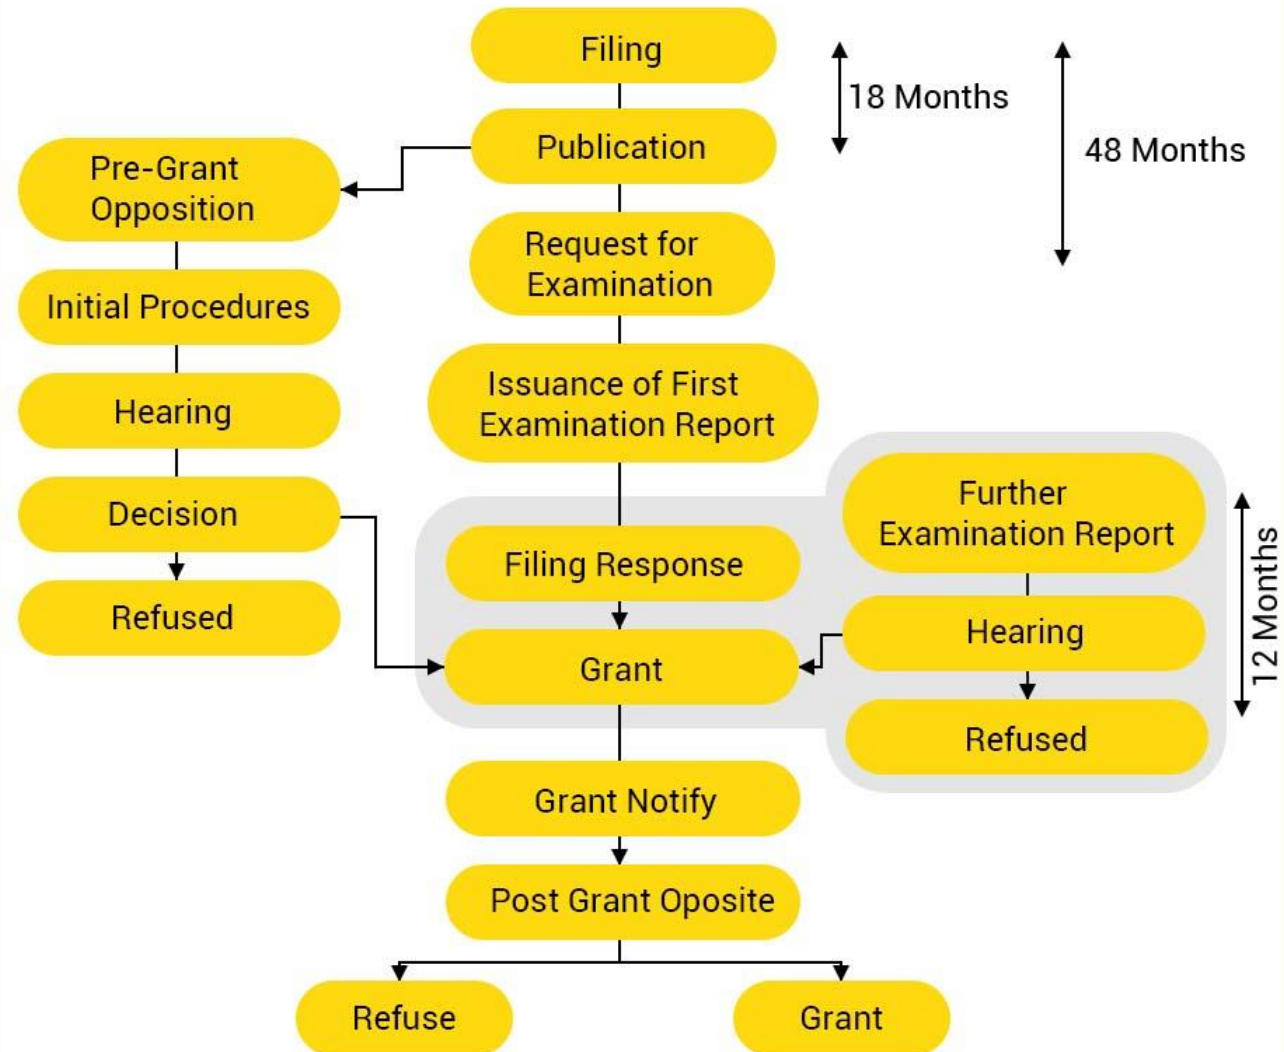 Filing
18 Months
48 Months
Publication
Pre-Grant
Opposition
Request for
Examination
Initial Procedures
Issuance of First
Examination Report
Hearing
Decision
Further
Examination Report
Filing Response
12 Months
Refused
Hearing
Grant
Refused
Grant Notify
Post Grant Oposite
Refuse
Grant